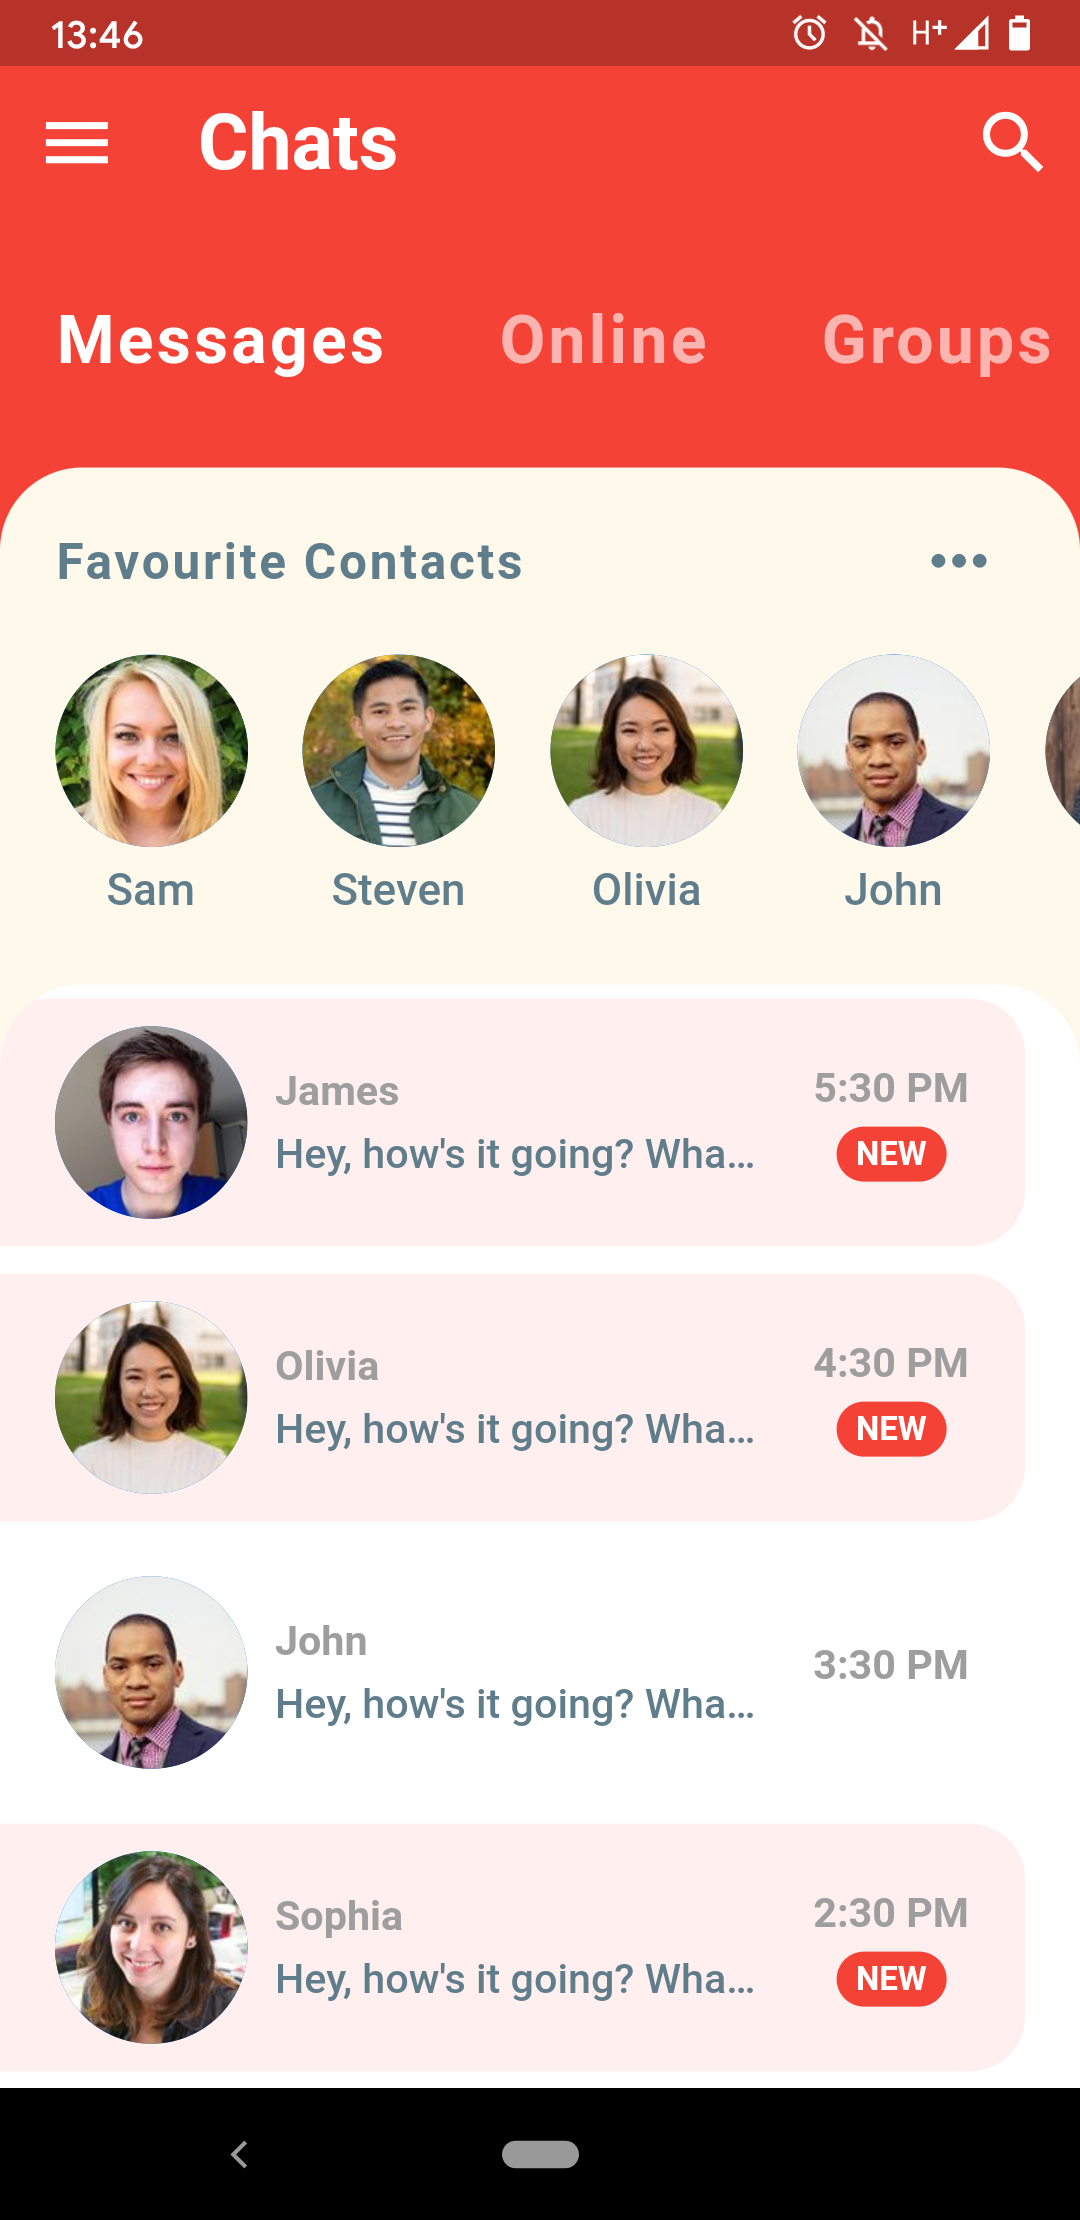 13:46 H+
Chats
Messages Online Groups
Favourite Contacts
Sam Steven Olivia John
James 5:30 PM
Hey, how's it going? Wha... NEW
Olivia 4:30 PM
Hey, how's it going? Wha... NEW
John 3:30 PM
Hey, how's it going? Wha...
Sophia 2:30 PM
Hey, how's it going? Wha... NEW